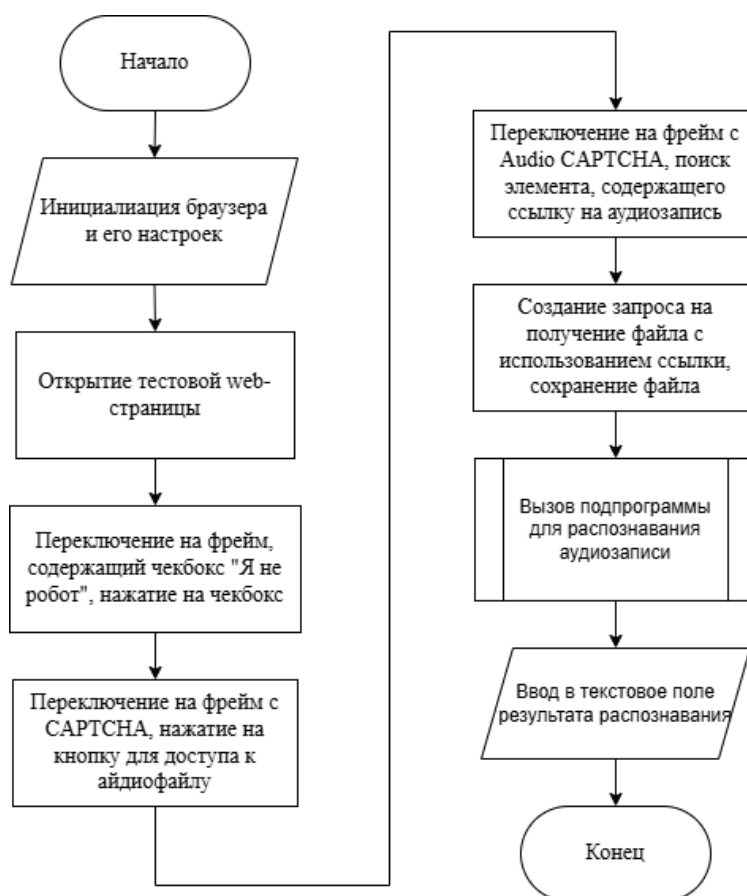 Начало
Инициалиация браузера
и его настроек
Открытие тестовой web-
страницы
Переключение на фрейм,
содержащий чекбокс "Я не
робот", нажатие на чекбокс
Переключение на фрейм с
CAPTCHA, нажатие на
кнопку для доступа к
айдиофайлу
Переключение на фрейм с
Audio CAPTCHA, поиск
элемента, содержащего
ссылку на аудиозапись
Создание запроса на
получение файла с
использованием ссылки,
сохранение файла
Вызов подпрограммы
для распознавания
аудиозаписи
Ввод в текстовое поле
результата распознавания
Конец